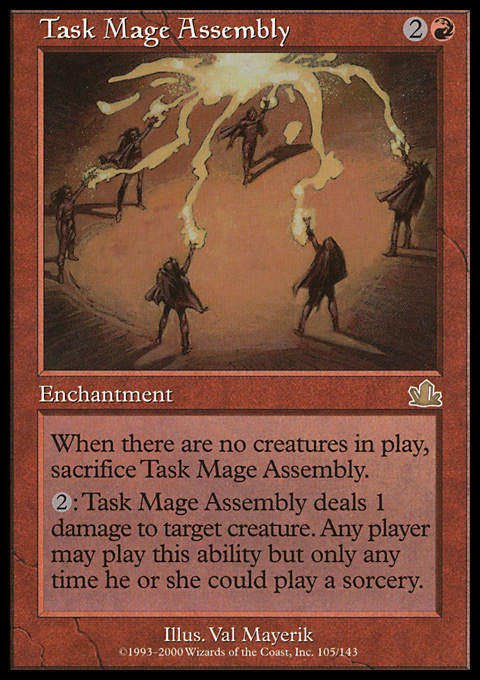 Task Mage Assembly 2
Enchantment
When there are no creatures in play,
sacrifice Task Mage Assembly.
2: Task Mage Assembly deals 1
damage to target creature. Any player
may play this ability but only any
time he or she could play a sorcery.
Illus. Val Mayerik
©1993–2000 Wizards of the Coast, Inc. 105/143